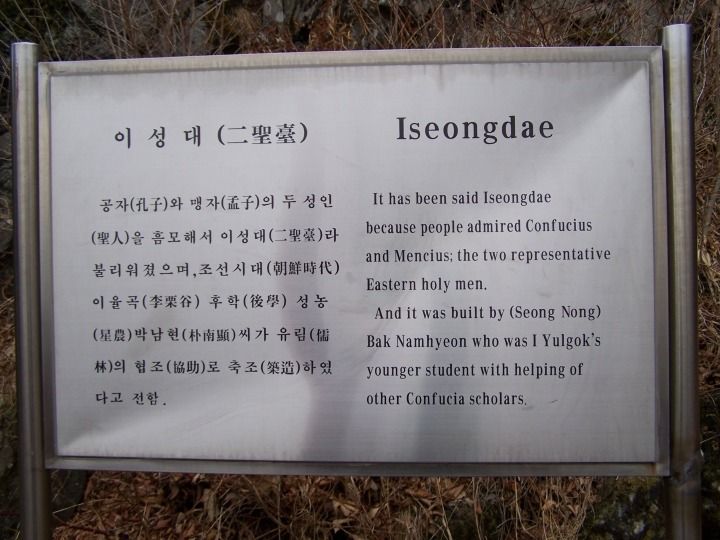 이 성 대 (二聖臺)
공자(孔子)와 맹자(孟子)의 두 성인
(聖人)을 흠모해서 이성대(二聖臺)라
불리워졌으며,조선시대(朝鮮時代)
이율곡(李栗谷) 후학(後學) 성농
(星農)박남현(朴南顯)씨가 유림(儒
林)의 협조(協助)로 축조(築造)하였
다고 전함.
Iseongdae
It has been said Iseongdae
because people admired Confucius
and Mencius; the two representative
Eastern holy men.
And it was built by (Seong Nong)
Bak Namhyeon who was I Yulgok's
younger student with helping of
other Confucia scholars.